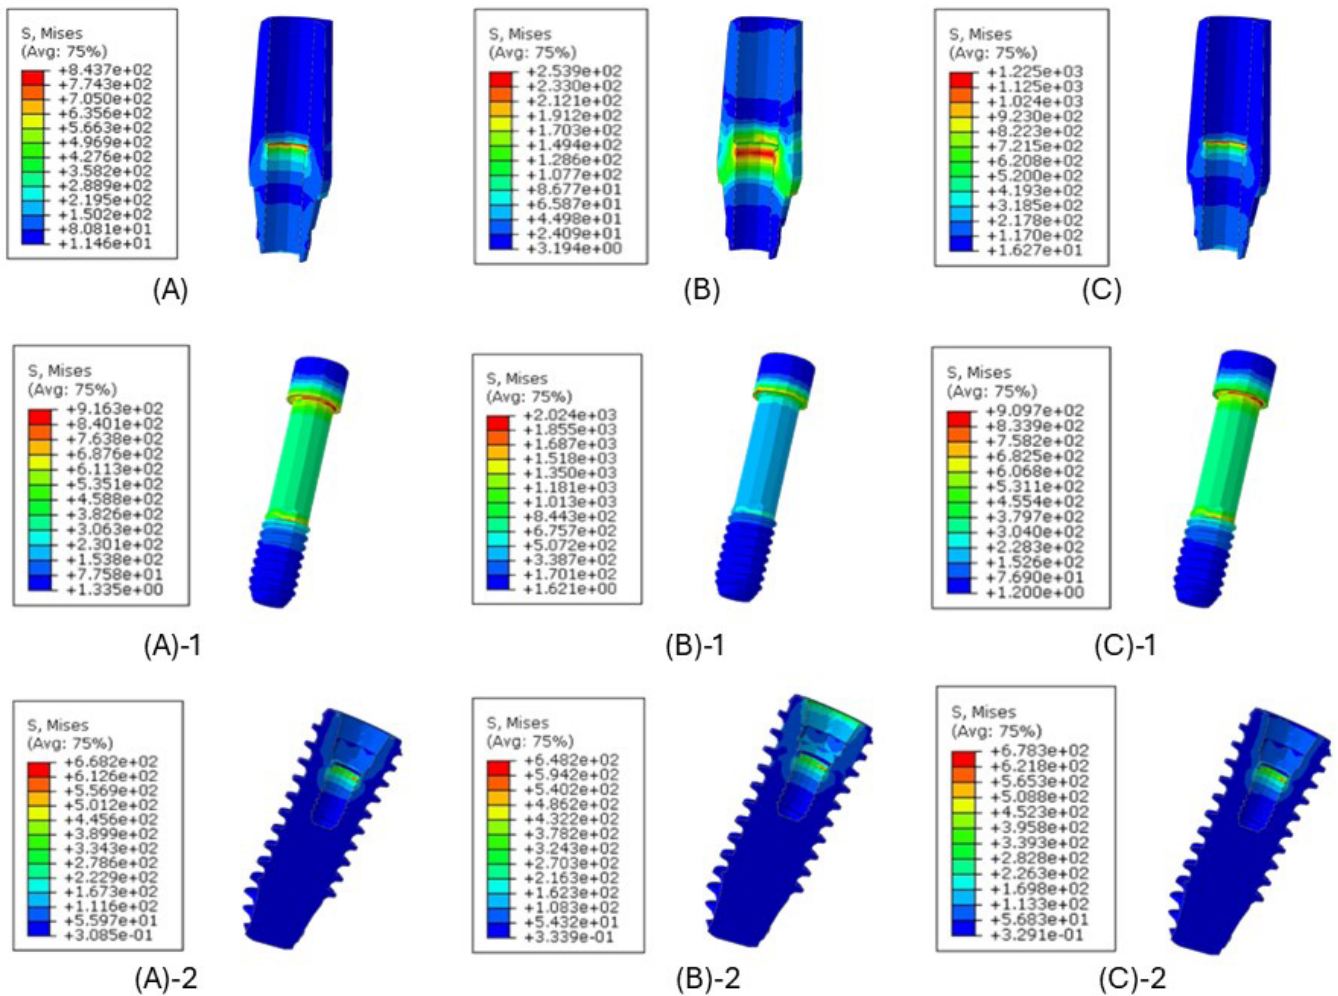 S, Mises
(Avg: 75%)
+8.437e+02
+7.743e+02
+7.050e+02
+6.356e+02
+5.663e+02
+4.969e+02
+4.276e+02
+3.582e+02
+2.889e+02
+2.195e+02
+1.502e+02
+8.081e+01
+1.146e+01
(A)
S, Mises
(Avg: 75%)
+2.539e+02
+2.330e+02
+2.121e+02
+1.912e+02
+1.703e+02
+1.494e+02
+1.286e+02
+1.077e+02
+8.677e+01
+6.587e+01
+4.498e+01
+2.409e+01
+3.194e+00
(B)
S, Mises
(Avg: 75%)
+1.225e+03
+1.125e+03
+1.024e+03
+9.230e+02
+8.223e+02
+7.215e+02
+6.208e+02
+5.200e+02
+4.193e+02
+3.185e+02
+2.178e+02
+1.170e+02
+1.627e+01
(C)
S, Mises
(Avg: 75%)
+9.163e+02
+8.401e+02
+7.638e+02
+6.876e+02
+6.113e+02
+5.351e+02
+4.588e+02
+3.826e+02
+3.063e+02
+2.301e+02
+1.538e+02
+7.758e+01
+1.335e+00
(A)-1
S, Mises
(Avg: 75%)
+2.024e+03
+1.855e+03
+1.687e+03
+1.518e+03
+1.350e+03
+1.181e+03
+1.013e+03
+8.443e+02
+6.757e+02
+5.072e+02
+3.387e+02
+1.701e+02
+1.621e+00
(B)-1
S, Mises
(Avg: 75%)
+9.097e+02
+8.339e+02
+7.582e+02
+6.825e+02
+6.068e+02
+5.311e+02
+4.554e+02
+3.797e+02
+3.040e+02
+2.283e+02
+1.526e+02
+7.690e+01
+1.200e+00
(C)-1
S, Mises
(Avg: 75%)
+6.682e+02
+6.126e+02
+5.569e+02
+5.012e+02
+4.456e+02
+3.899e+02
+3.343e+02
+2.786e+02
+2.229e+02
+1.673e+02
+1.116e+02
+5.597e+01
+3.085e-01
(A)-2
S, Mises
(Avg: 75%)
+6.482e+02
+5.942e+02
+5.402e+02
+4.862e+02
+4.322e+02
+3.782e+02
+3.243e+02
+2.703e+02
+2.163e+02
+1.623e+02
+1.083e+02
+5.432e+01
+3.339e-01
(B)-2
S, Mises
(Avg: 75%)
+6.783e+02
+6.218e+02
+5.653e+02
+5.088e+02
+4.523e+02
+3.958e+02
+3.393e+02
+2.828e+02
+2.263e+02
+1.698e+02
+1.133e+02
+5.683e+01
+3.291e-01
(C)-2